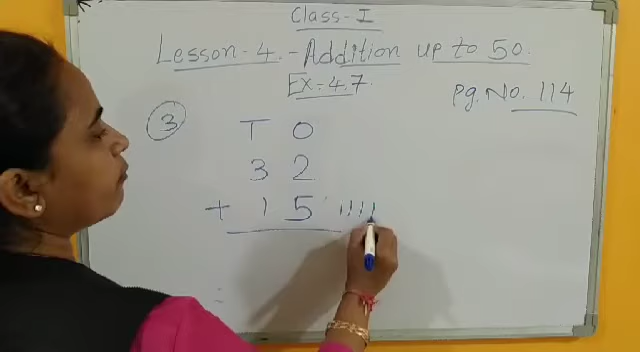 Class-I
Lesson-4.-Addition up to 50.
Ex-4.7.
Pg.No. 114
3
T O
3 2
+ 1 5 ||||